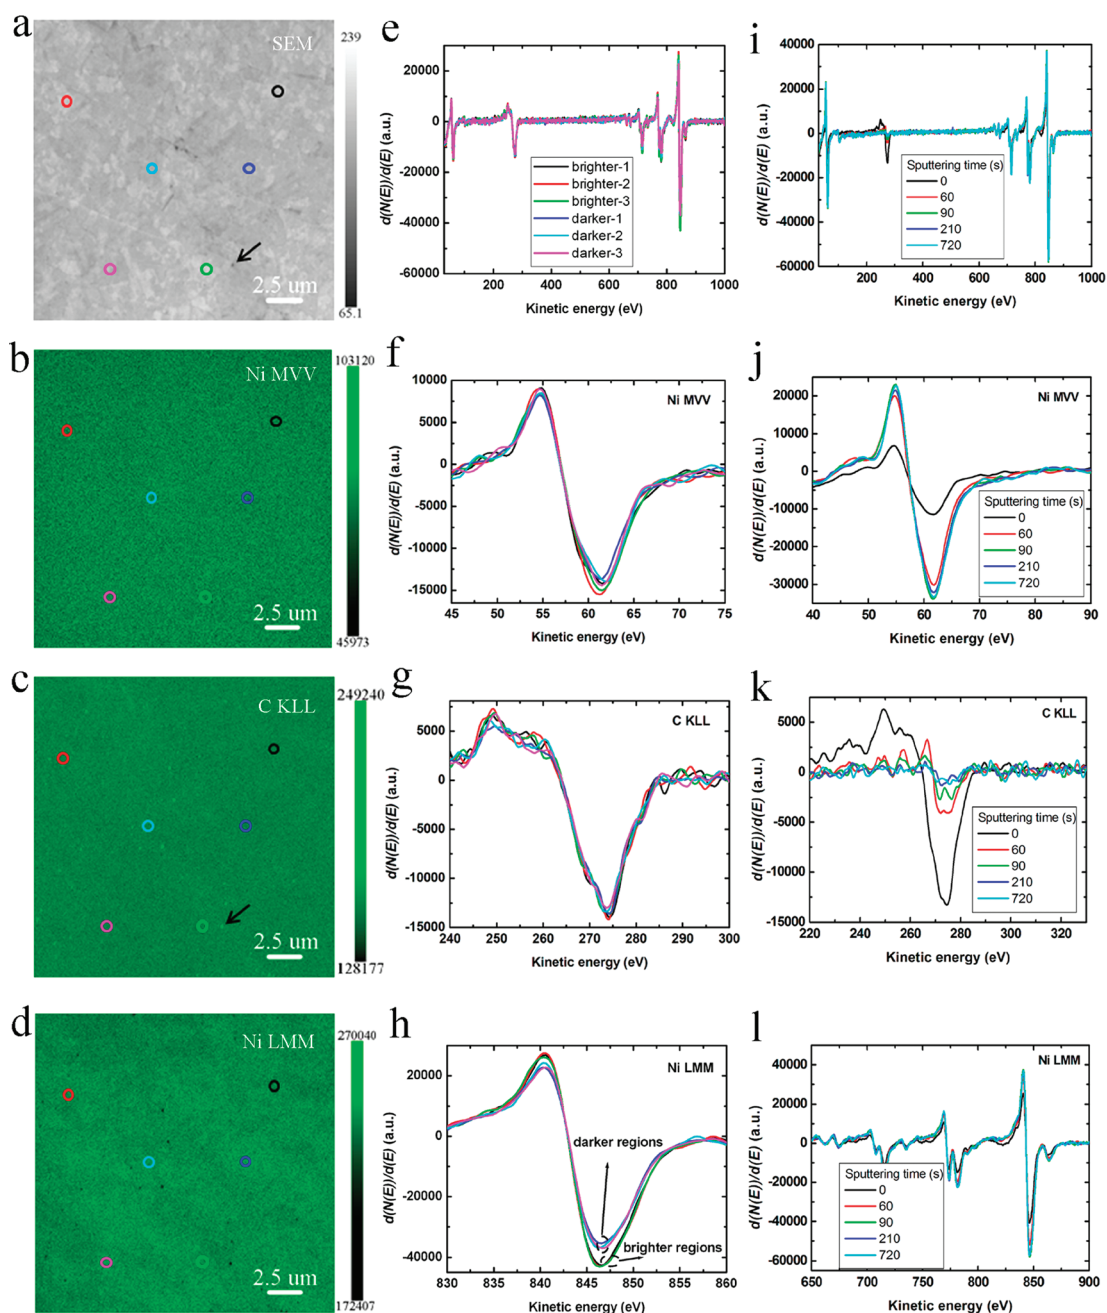 a
SEM
2.5 um
239
65.1
b
Ni MVV
2.5 um
103120
45973
c
C KLL
2.5 um
249240
128177
d
Ni LMM
2.5 um
270040
172407
e
d(N(E))/d(E) (a.u.)
20000
0
-20000
-40000
-60000
brighter-1
brighter-2
brighter-3
darker-1
darker-2
darker-3
200 400 600 800 1000
Kinetic energy (eV)
f
Ni MVV
d(N(E))/d(E) (a.u.)
10000
5000
0
-5000
-10000
-15000
45 50 55 60 65 70 75
Kinetic energy (eV)
g
C KLL
d(N(E))/d(E) (a.u.)
5000
0
-5000
-10000
-15000
240 250 260 270 280 290 300
Kinetic energy (eV)
h
Ni LMM
d(N(E))/d(E) (a.u.)
20000
0
-20000
-40000
darker regions
brighter regions
830 835 840 845 850 855 860
Kinetic energy (eV)
i
d(N(E))/d(E) (a.u.)
40000
20000
0
-20000
-40000
-60000
Sputtering time (s)
0
60
90
210
720
200 400 600 800 1000
Kinetic energy (eV)
j
Ni MVV
d(N(E))/d(E) (a.u.)
20000
10000
0
-10000
-20000
-30000
Sputtering time (s)
0
60
90
210
720
40 50 60 70 80 90
Kinetic energy (eV)
k
C KLL
d(N(E))/d(E) (a.u.)
5000
0
-5000
-10000
-15000
Sputtering time (s)
0
60
90
210
720
220 240 260 280 300 320
Kinetic energy (eV)
l
Ni LMM
d(N(E))/d(E) (a.u.)
40000
20000
0
-20000
-40000
-60000
Sputtering time (s)
0
60
90
210
720
650 700 750 800 850 900
Kinetic energy (eV)